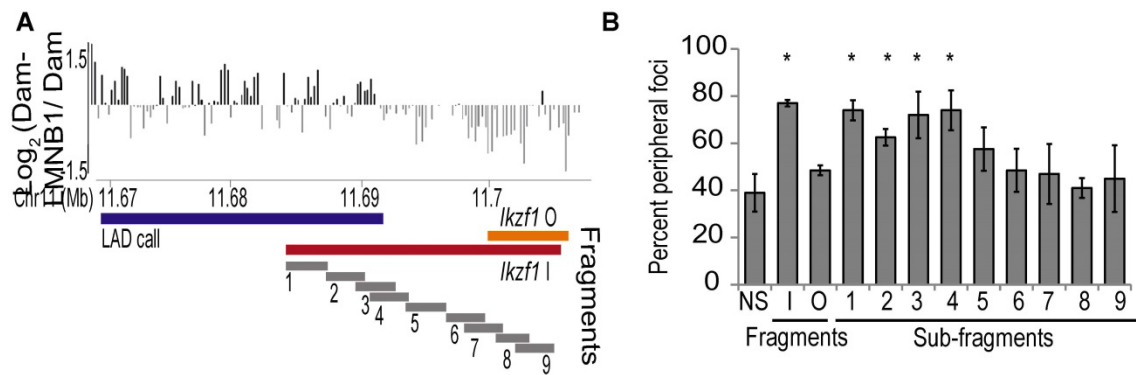 A
Log2(Dam-
LMNB1/ Dam
1.5
-1.5
Chr11(Mb)
11.67
11.68
11.69
11.7
LAD call
Ikzf1 O
Ikzf1 I
Fragments
1
2
3
4
5
6
7
8
9
B
Percent peripheral foci
100
80
60
40
20
0
* * * * *
NS I O 1 2 3 4 5 6 7 8 9
Fragments Sub-fragments